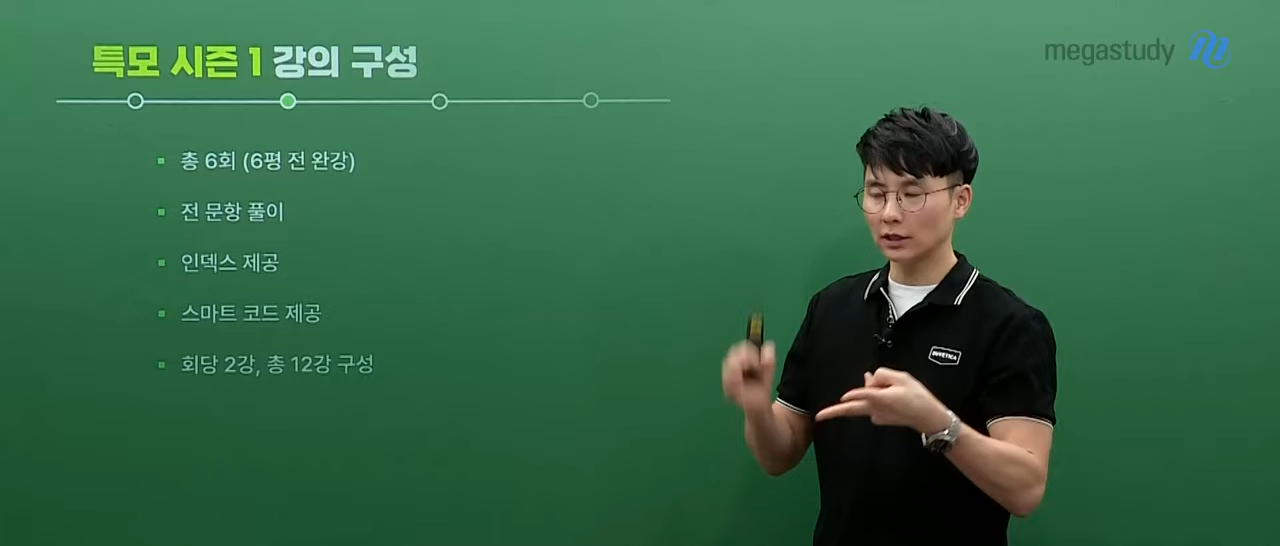 특모 시즌 1 강의 구성
megastudy
총 6회 (6평 전 완강)
전 문항 풀이
인덱스 제공
스마트 코드 제공
회당 2강, 총 12강 구성
DUVETICA